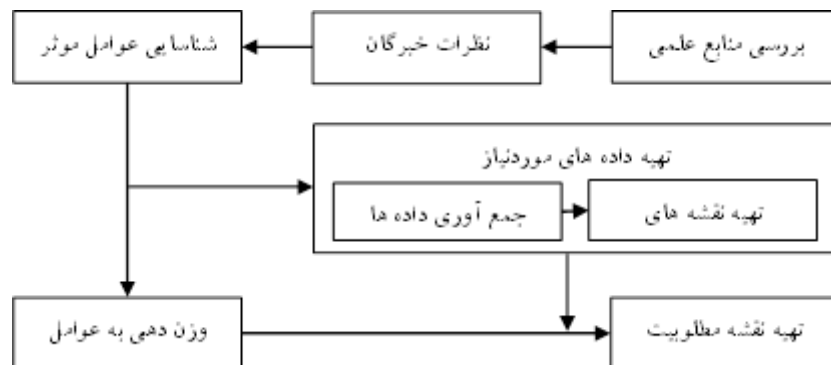 بررسی منابع علمی
نظرات خبرگان
شناسایی عوامل موثر
تهیه داده های موردنیاز
جمع آوری داده ها
تهیه نقشه های
وزن دهی به عوامل
تهیه نقشه مطلوبیت